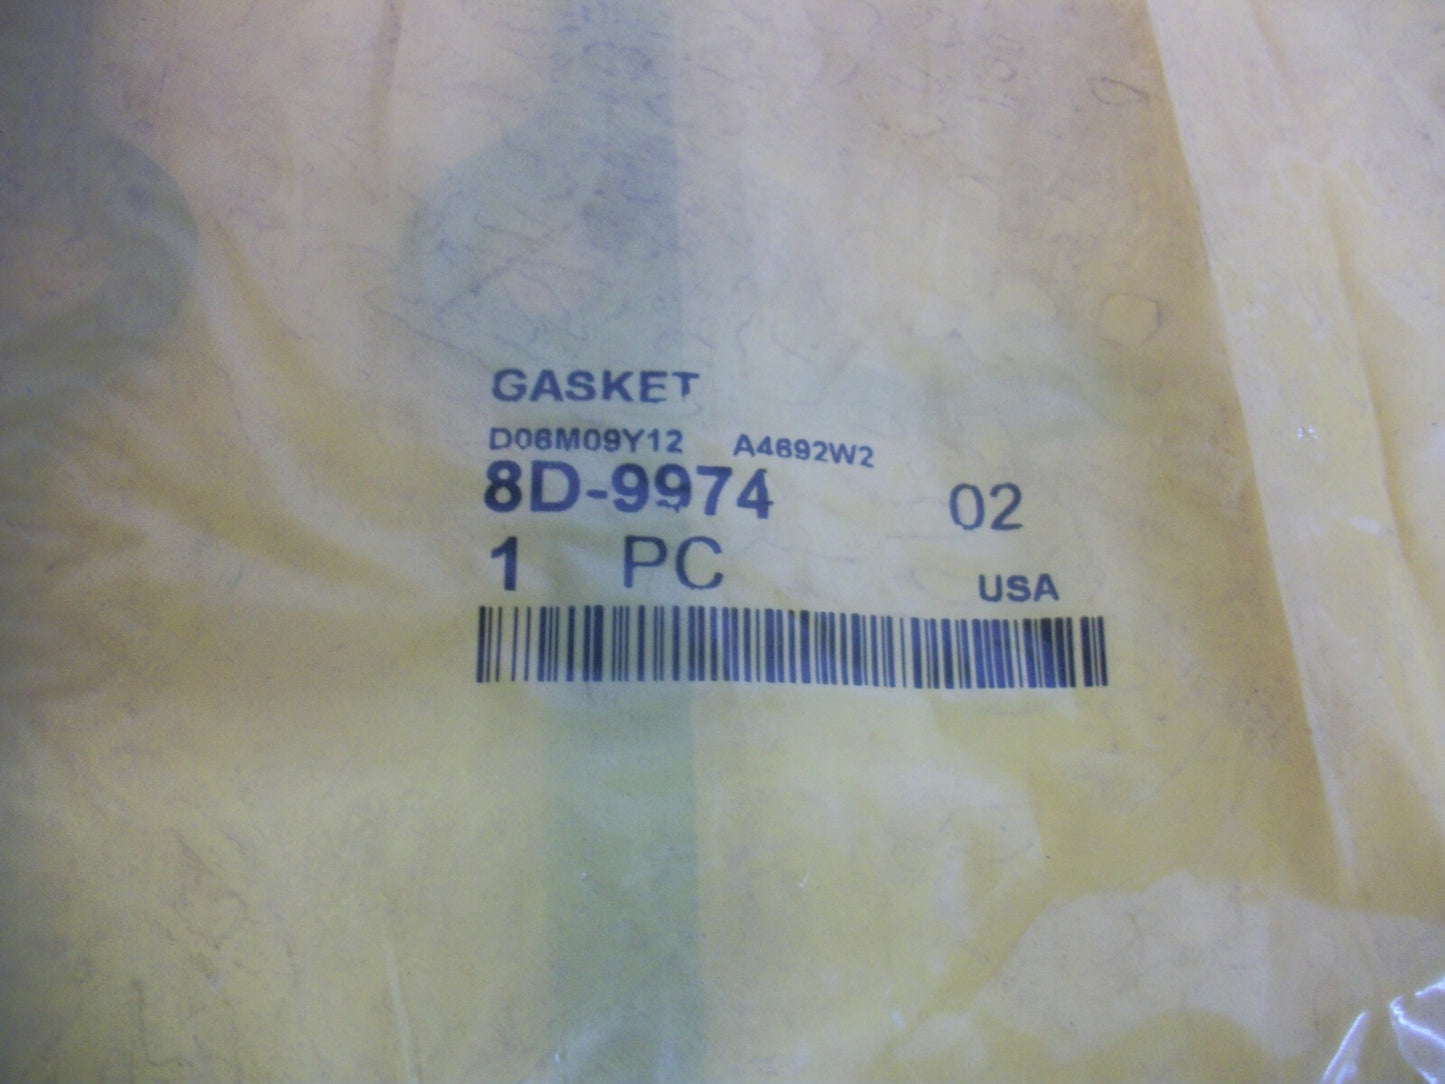 GASKET
D06M09Y12 A4692W2
8D-9974 02
1 PC USA